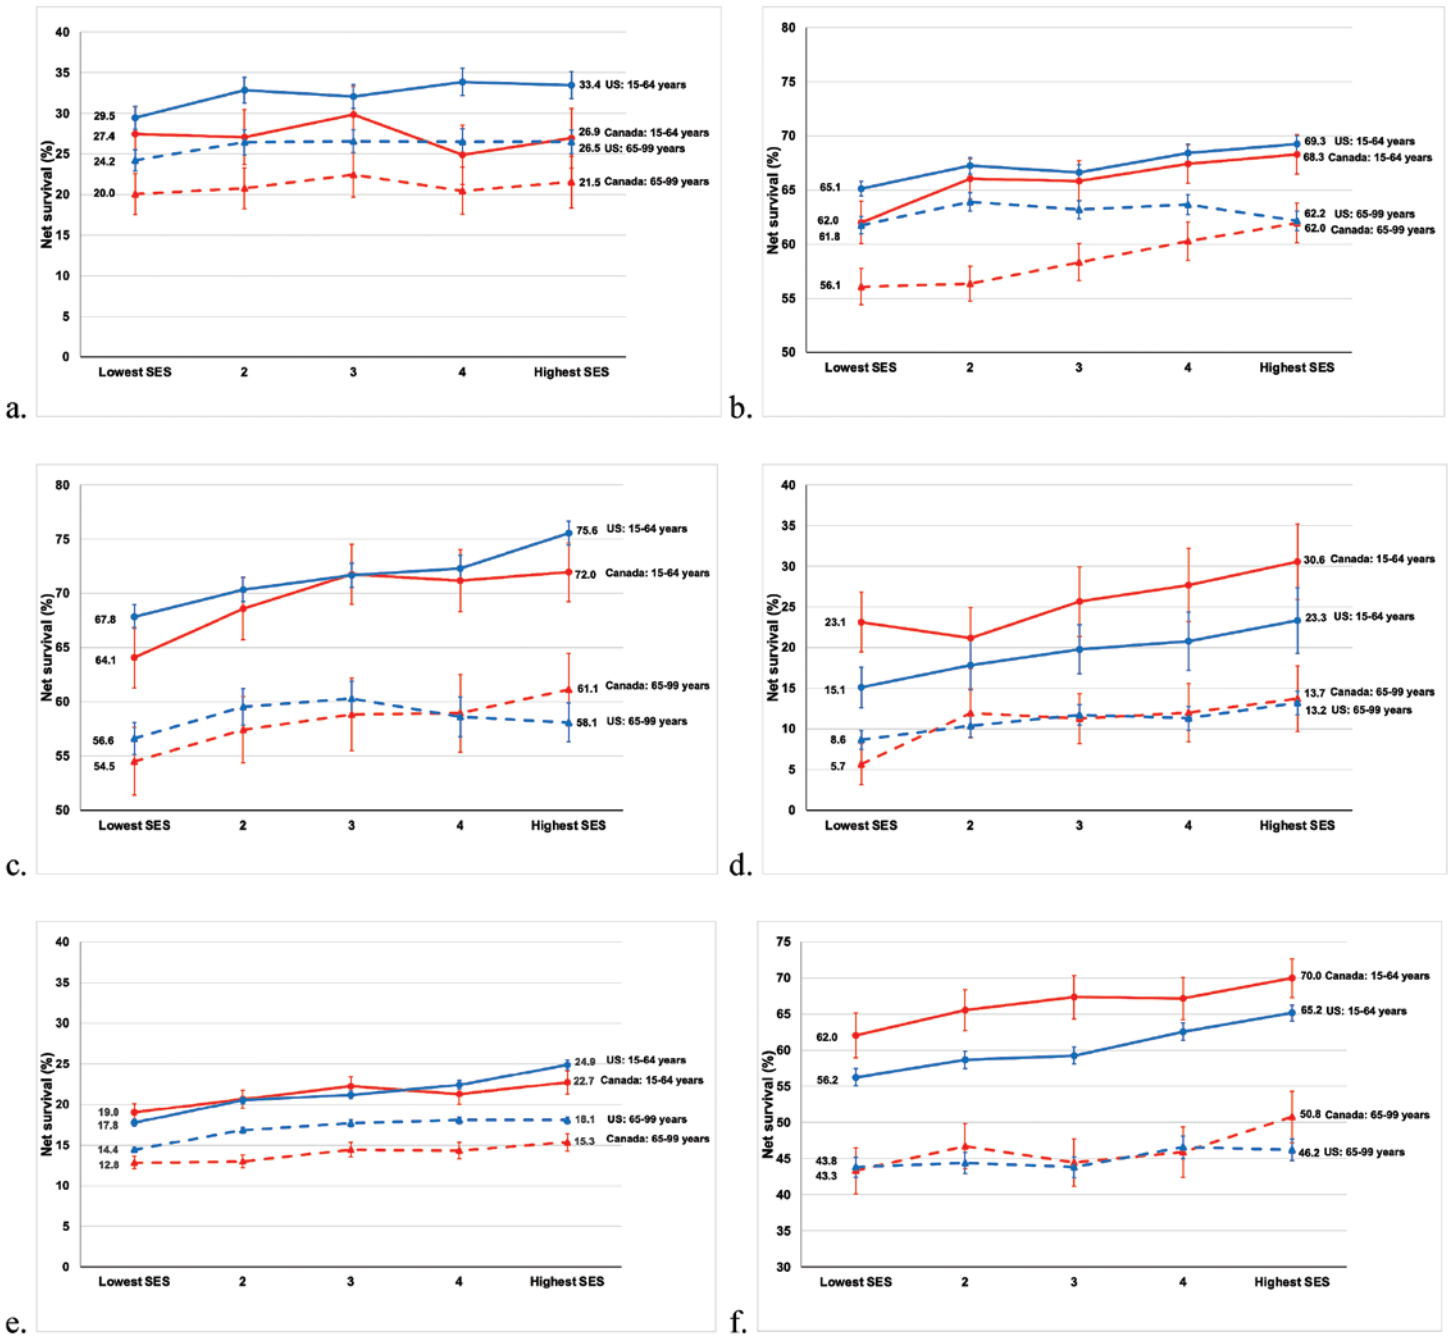 40
35
30
25
20
15
10
5
0
Net survival (%)
29.5
27.4
24.2
20.0
33.4 US: 15-64 years
26.9 Canada: 15-64 years
26.5 US: 65-99 years
21.5 Canada: 65-99 years
Lowest SES 2 3 4 Highest SES
a.
80
75
70
65
60
55
50
Net survival (%)
65.1
62.0
61.8
56.1
69.3 US: 15-64 years
68.3 Canada: 15-64 years
62.2 US: 65-99 years
62.0 Canada: 65-99 years
Lowest SES 2 3 4 Highest SES
b.
80
75
70
65
60
55
50
Net survival (%)
67.8
64.1
56.6
54.5
75.6 US: 15-64 years
72.0 Canada: 15-64 years
61.1 Canada: 65-99 years
58.1 US: 65-99 years
Lowest SES 2 3 4 Highest SES
c.
40
35
30
25
20
15
10
5
0
Net survival (%)
23.1
15.1
8.6
5.7
30.6 Canada: 15-64 years
23.3 US: 15-64 years
13.7 Canada: 65-99 years
13.2 US: 65-99 years
Lowest SES 2 3 4 Highest SES
d.
40
35
30
25
20
15
10
5
0
Net survival (%)
19.0
17.8
14.4
12.8
24.9 US: 15-64 years
22.7 Canada: 15-64 years
18.1 US: 65-99 years
15.3 Canada: 65-99 years
Lowest SES 2 3 4 Highest SES
e.
75
70
65
60
55
50
45
40
35
30
Net survival (%)
62.0
56.2
43.8
43.3
70.0 Canada: 15-64 years
65.2 US: 15-64 years
50.8 Canada: 65-99 years
46.2 US: 65-99 years
Lowest SES 2 3 4 Highest SES
f.